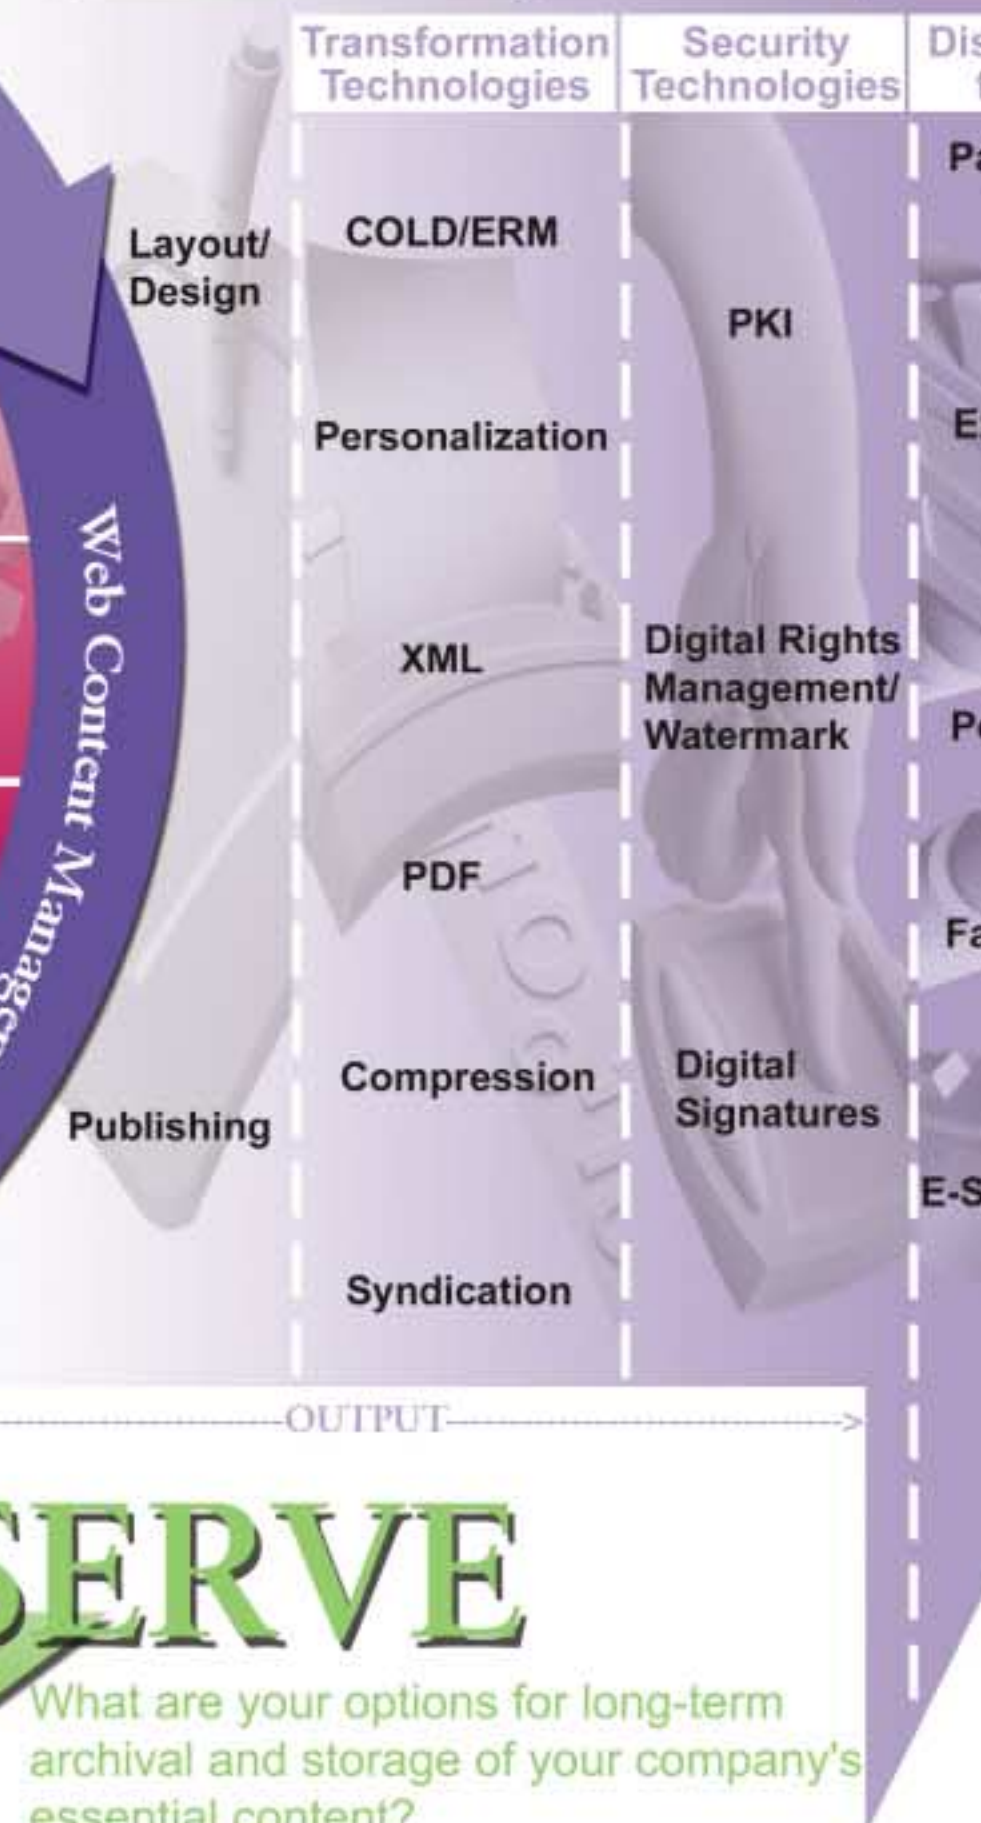 Transformation
Technologies
Security
Technologies
Layout/
Design
COLD/ERM
Personalization
XML
PDF
Compression
Syndication
Publishing
PKI
Digital Rights
Management/
Watermark
Digital
Signatures
Web Content
OUTPUT
SERVE
What are your options for long-term
archival and storage of your company's
essential content?